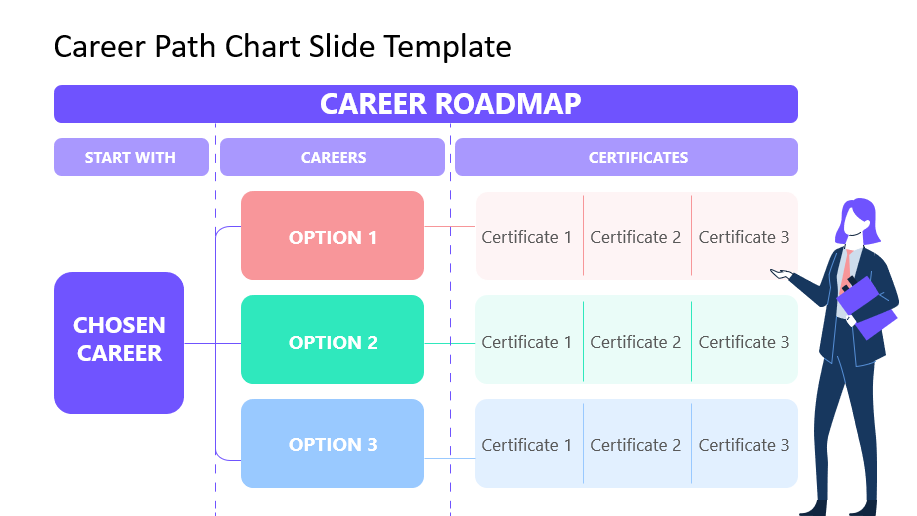 Career Path Chart Slide Template
CAREER ROADMAP
START WITH
CAREERS
CERTIFICATES
CHOSEN
CAREER
OPTION 1
Certificate 1
Certificate 2
Certificate 3
OPTION 2
Certificate 1
Certificate 2
Certificate 3
OPTION 3
Certificate 1
Certificate 2
Certificate 3